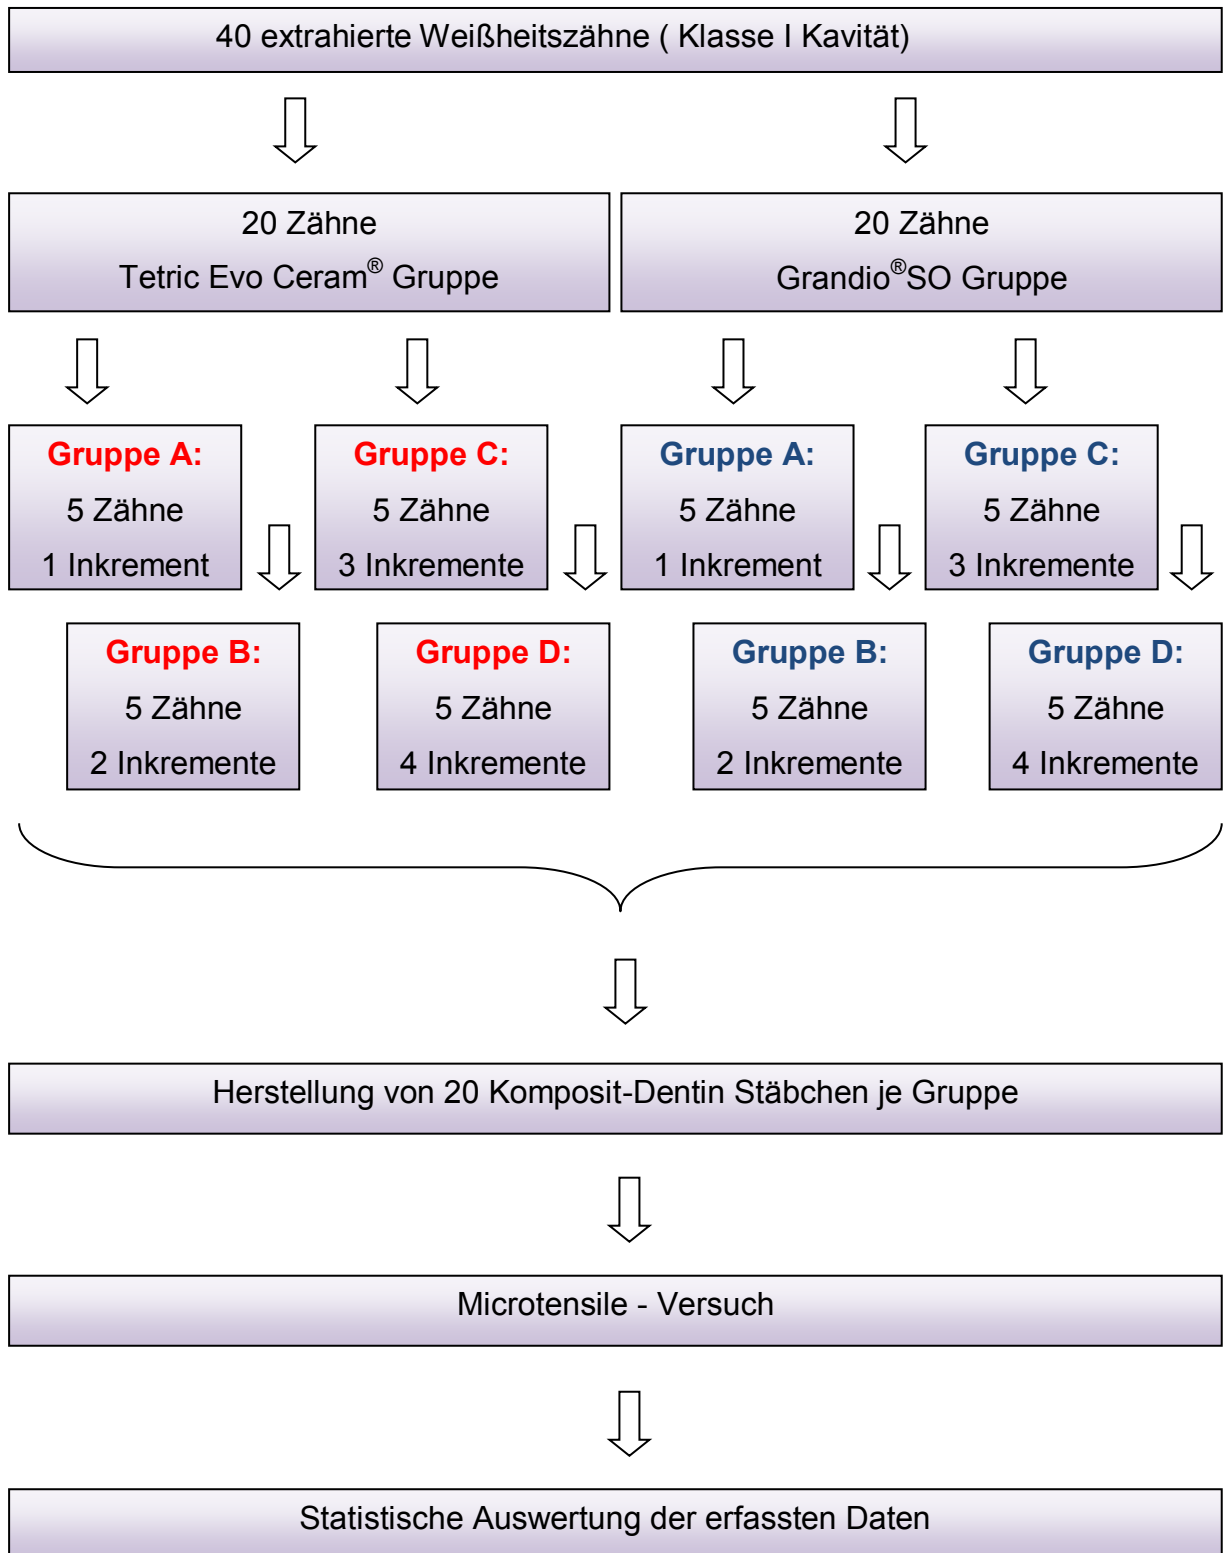 40 extrahierte Weißheitszähne ( Klasse I Kavität)
20 Zähne
Tetric Evo Ceram® Gruppe
20 Zähne
Grandio®SO Gruppe
Gruppe A:
5 Zähne
1 Inkrement
Gruppe B:
5 Zähne
2 Inkremente
Gruppe C:
5 Zähne
3 Inkremente
Gruppe D:
5 Zähne
4 Inkremente
Gruppe A:
5 Zähne
1 Inkrement
Gruppe B:
5 Zähne
2 Inkremente
Gruppe C:
5 Zähne
3 Inkremente
Gruppe D:
5 Zähne
4 Inkremente
Herstellung von 20 Komposit-Dentin Stäbchen je Gruppe
Microtensile - Versuch
Statistische Auswertung der erfassten Daten